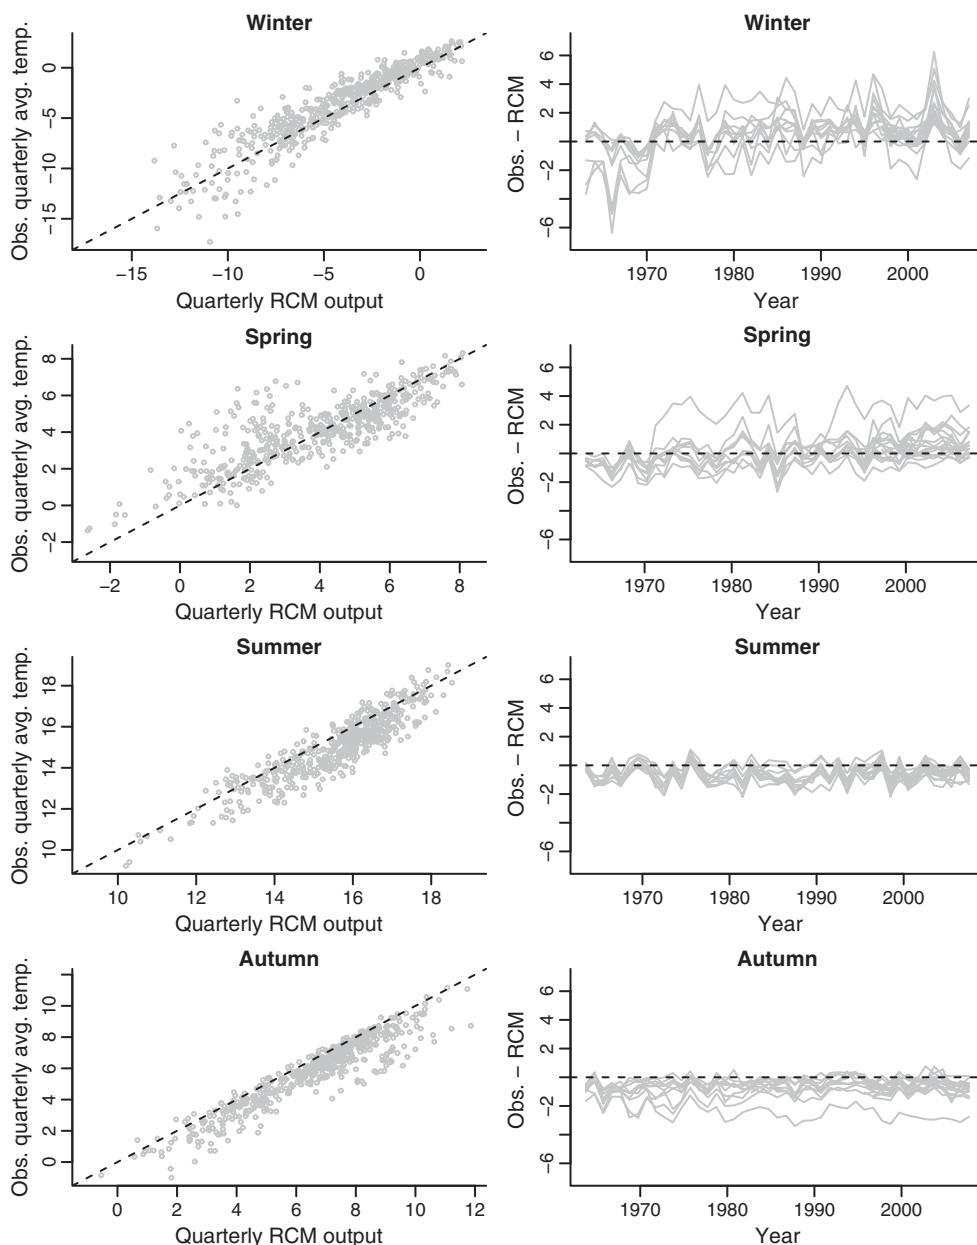 Winter
Obs. quarterly avg. temp.
0
−5
−10
−15
−15 −10 −5 0
Quarterly RCM output
Winter
Obs. − RCM
6
4
2
−2
−6
1970 1980 1990 2000
Year
Spring
Obs. quarterly avg. temp.
8
6
4
2
0
−2
−2 0 2 4 6 8
Quarterly RCM output
Spring
Obs. − RCM
6
4
2
−2
−6
1970 1980 1990 2000
Year
Summer
Obs. quarterly avg. temp.
18
16
14
12
10
10 12 14 16 18
Quarterly RCM output
Summer
Obs. − RCM
6
4
2
−2
−6
1970 1980 1990 2000
Year
Autumn
Obs. quarterly avg. temp.
10
8
6
4
2
0
0 2 4 6 8 10 12
Quarterly RCM output
Autumn
Obs. − RCM
6
4
2
−2
−6
1970 1980 1990 2000
Year